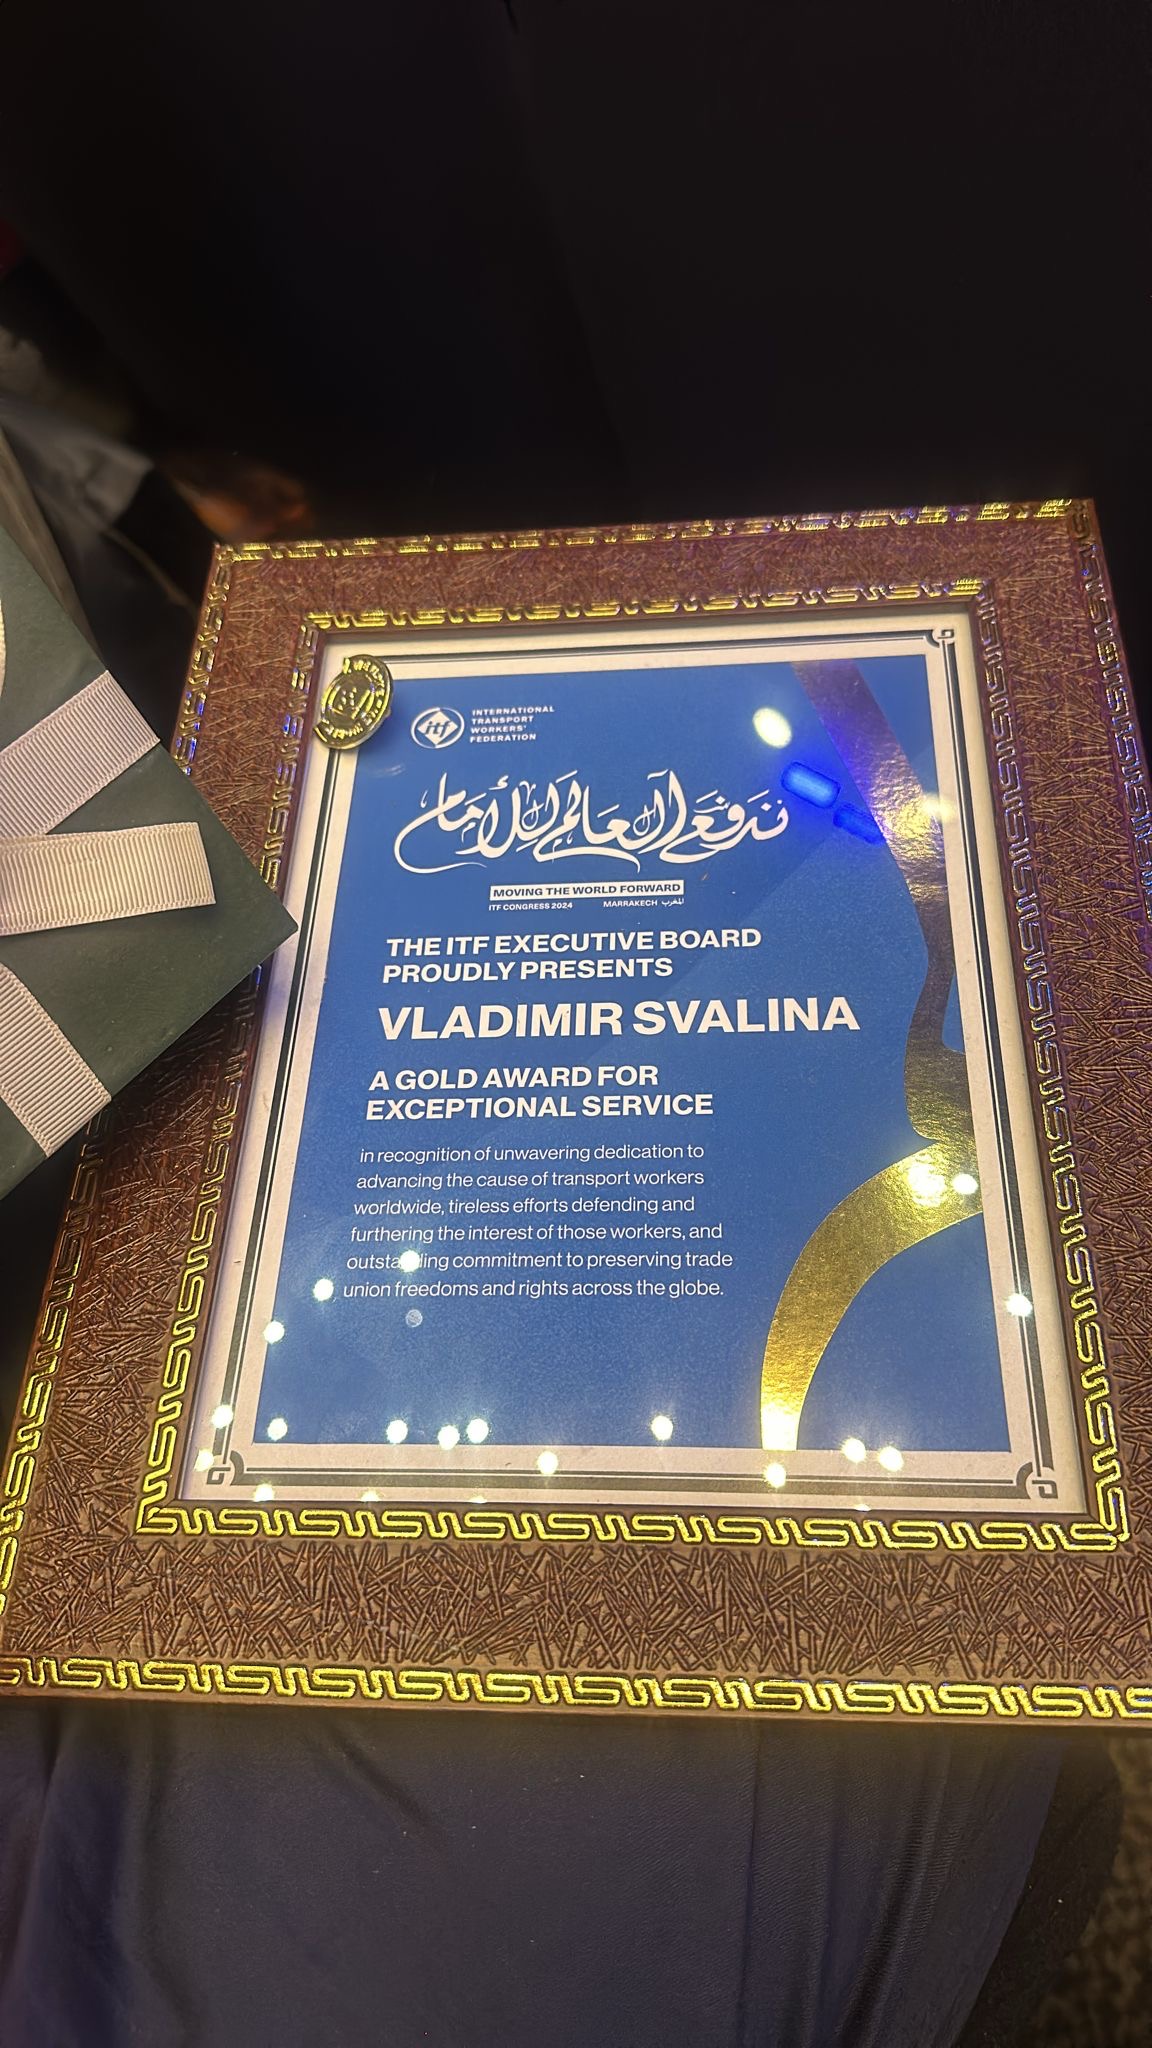 itf
INTERNATIONAL
TRANSPORT
WORKERS'
FEDERATION
ندفع العالم للأمام
MOVING THE WORLD FORWARD
ITF CONGRESS 2024 MARRAKECH المغرب
THE ITF EXECUTIVE BOARD
PROUDLY PRESENTS
VLADIMIR SVALINA
A GOLD AWARD FOR
EXCEPTIONAL SERVICE
in recognition of unwavering dedication to
advancing the cause of transport workers
worldwide, tireless efforts defending and
furthering the interest of those workers, and
outstanding commitment to preserving trade
union freedoms and rights across the globe.